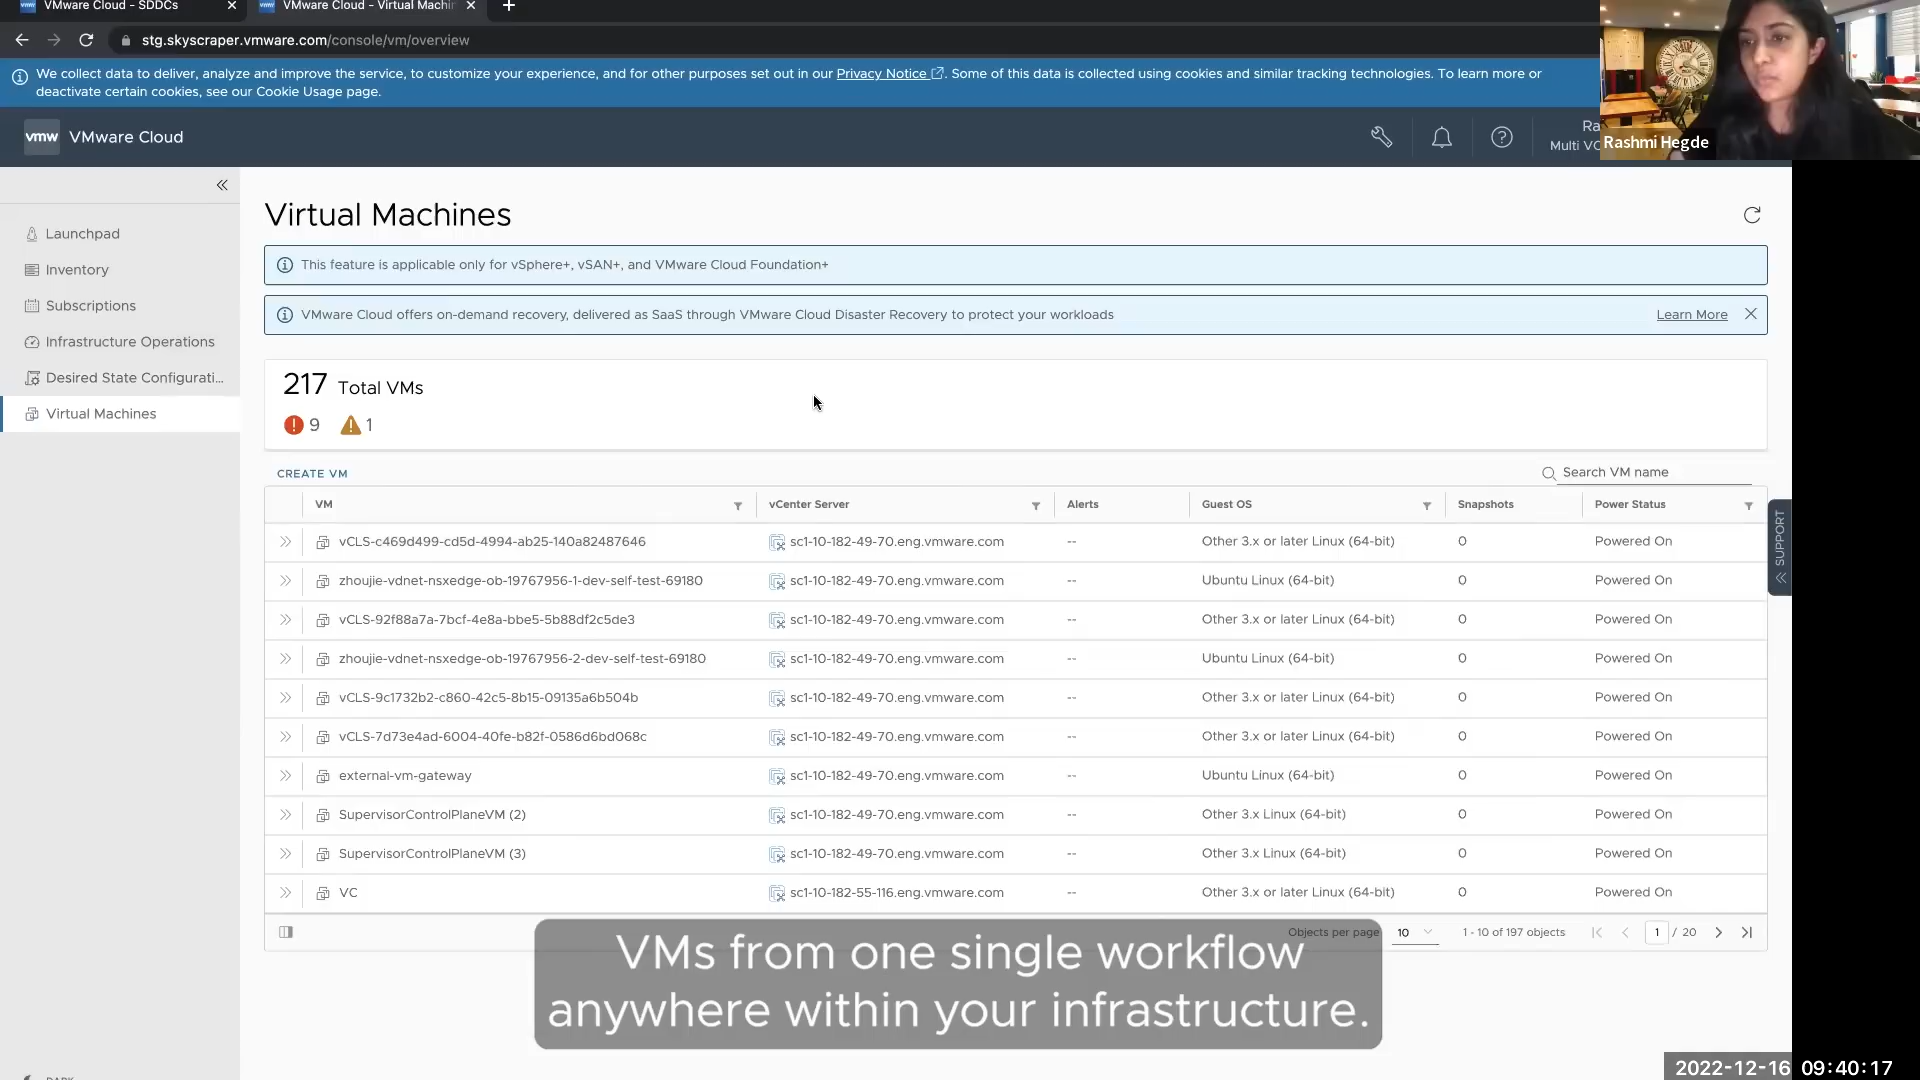 VMware Cloud - SDDCs
VMware Cloud - Virtual Machin
stg.skyscraper.vmware.com/console/vm/overview
We collect data to deliver, analyze and improve the service, to customize your experience, and for other purposes set out in our Privacy Notice. Some of this data is collected using cookies and similar tracking technologies. To learn more or
deactivate certain cookies, see our Cookie Usage page.
vmw VMware Cloud
Ra
Multi VC
Rashmi Hegde
Launchpad
Inventory
Subscriptions
Infrastructure Operations
Desired State Configurati...
Virtual Machines
Virtual Machines
This feature is applicable only for vSphere+, vSAN+, and VMware Cloud Foundation+
VMware Cloud offers on-demand recovery, delivered as SaaS through VMware Cloud Disaster Recovery to protect your workloads Learn More
217 Total VMs
9 1
CREATE VM
Search VM name
VM vCenter Server Alerts Guest OS Snapshots Power Status
vCLS-c469d499-cd5d-4994-ab25-140a82487646 sc1-10-182-49-70.eng.vmware.com -- Other 3.x or later Linux (64-bit) 0 Powered On
zhoujie-vdnet-nsxedge-ob-19767956-1-dev-self-test-69180 sc1-10-182-49-70.eng.vmware.com -- Ubuntu Linux (64-bit) 0 Powered On
vCLS-92f88a7a-7bcf-4e8a-bbe5-5b88df2c5de3 sc1-10-182-49-70.eng.vmware.com -- Other 3.x or later Linux (64-bit) 0 Powered On
zhoujie-vdnet-nsxedge-ob-19767956-2-dev-self-test-69180 sc1-10-182-49-70.eng.vmware.com -- Ubuntu Linux (64-bit) 0 Powered On
vCLS-9c1732b2-c860-42c5-8b15-09135a6b504b sc1-10-182-49-70.eng.vmware.com -- Other 3.x or later Linux (64-bit) 0 Powered On
vCLS-7d73e4ad-6004-40fe-b82f-0586d6bd068c sc1-10-182-49-70.eng.vmware.com -- Other 3.x or later Linux (64-bit) 0 Powered On
external-vm-gateway sc1-10-182-49-70.eng.vmware.com -- Ubuntu Linux (64-bit) 0 Powered On
SupervisorControlPlaneVM (2) sc1-10-182-49-70.eng.vmware.com -- Other 3.x Linux (64-bit) 0 Powered On
SupervisorControlPlaneVM (3) sc1-10-182-49-70.eng.vmware.com -- Other 3.x Linux (64-bit) 0 Powered On
VC sc1-10-182-55-116.eng.vmware.com -- Other 3.x or later Linux (64-bit) 0 Powered On
SUPPORT
Objects per page 10 1 - 10 of 197 objects 1 / 20
VMs from one single workflow
anywhere within your infrastructure.
2022-12-16 09:40:17